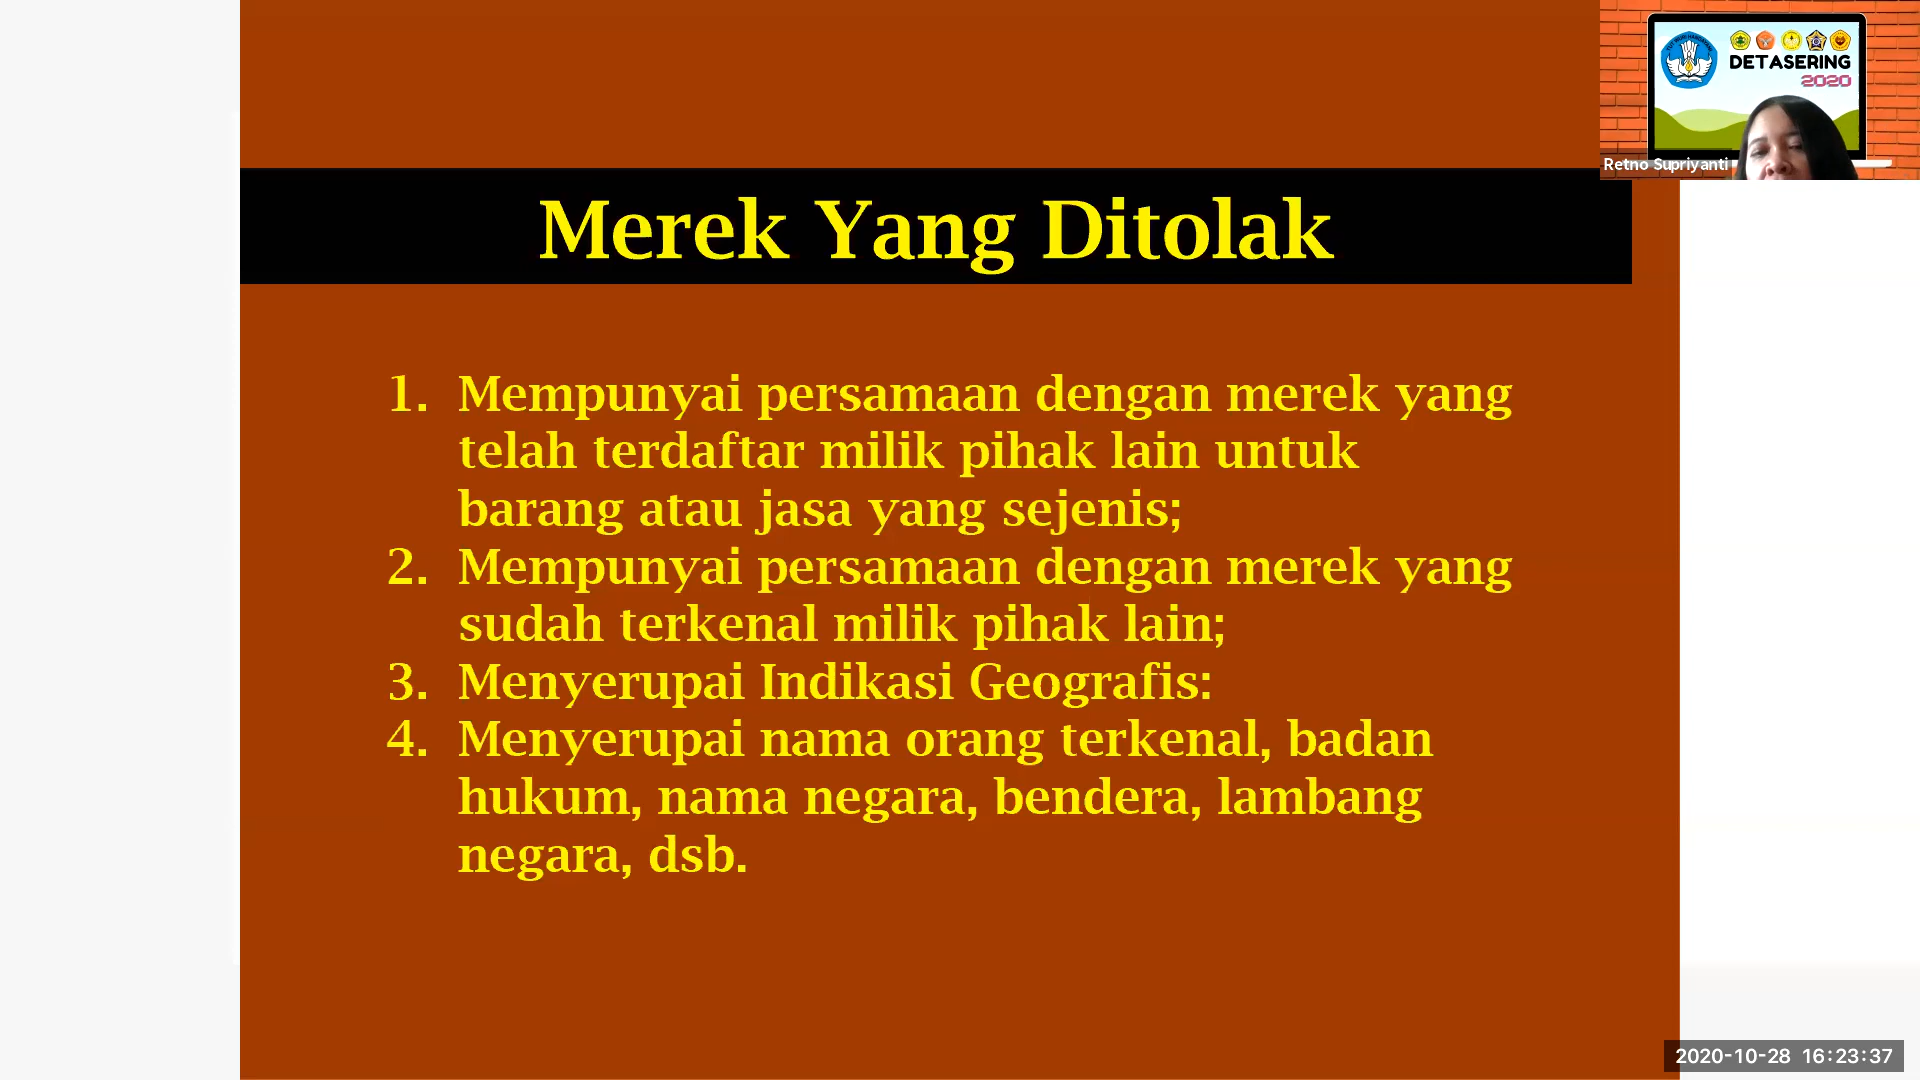 DETASERING
2020
Retno Supriyanti
Merek Yang Ditolak
1. Mempunyai persamaan dengan merek yang
telah terdaftar milik pihak lain untuk
barang atau jasa yang sejenis;
2. Mempunyai persamaan dengan merek yang
sudah terkenal milik pihak lain;
3. Menyerupai Indikasi Geografis:
4. Menyerupai nama orang terkenal, badan
hukum, nama negara, bendera, lambang
negara, dsb.
2020-10-28 16:23:37